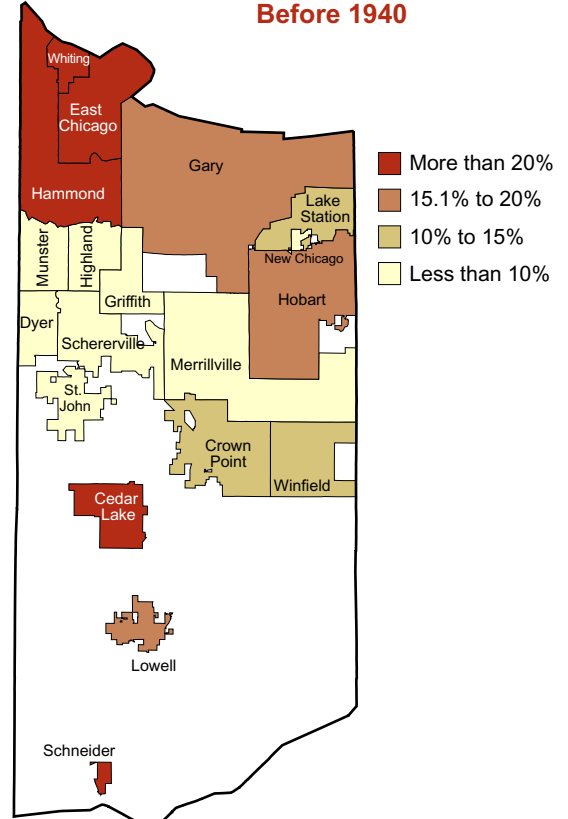 Before 1940
Whiting
East
Chicago
Gary
Hammond
Lake
Station
More than 20%
15.1% to 20%
10% to 15%
Less than 10%
Munster
Highland
New Chicago
Griffith
Hobart
Dyer
Schererville
Merrillville
St.
John
Crown
Point
Winfield
Cedar
Lake
Lowell
Schneider